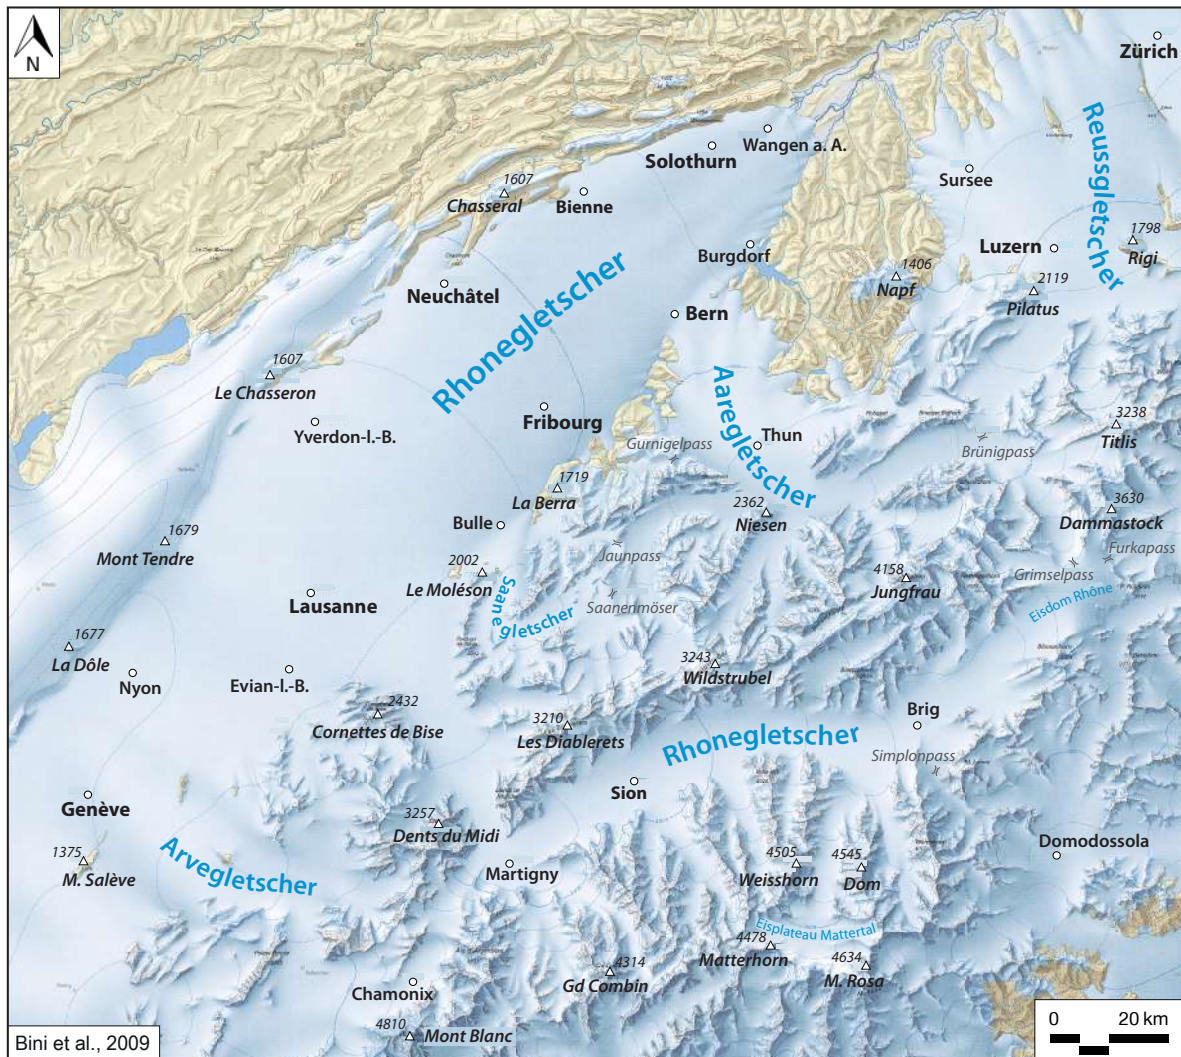 N
Zürich
Wangen a. A.
Solothurn
Reussgletscher
Sursee
1607
Chasseral
Bienne
1798
Rigi
Luzern
Burgdorf
1406
Napf
2119
Pilatus
Rhonegletscher
Neuchâtel
Bern
1607
Le Chasseron
Aaregletscher
Yverdon-l.-B.
Fribourg
3238
Titlis
Thun
Gurnigelpass
Brünigpass
1719
La Berra
2362
Niesen
3630
Dammastock
Bulle
1679
Mont Tendre
Jaunpass
Furkapass
2002
Le Moléson
4158
Jungfrau
Grimselpass
Saanegletscher
Saanenmöser
Eisdom Rhône
Lausanne
1677
La Dôle
Nyon
Evian-l.-B.
3243
Wildstrubel
2432
Cornettes de Bise
3210
Les Diablerets
Brig
Rhonegletscher
Simplonpass
Sion
Genève
3257
Dents du Midi
1375
M. Salève
Arvegletscher
Martigny
4505
Weisshorn
4545
Dom
Domodossola
Eisplateau Mattertal
4478
Matterhorn
4634
M. Rosa
4314
Gd Combin
Chamonix
4810
Mont Blanc
0 20 km
Bini et al., 2009